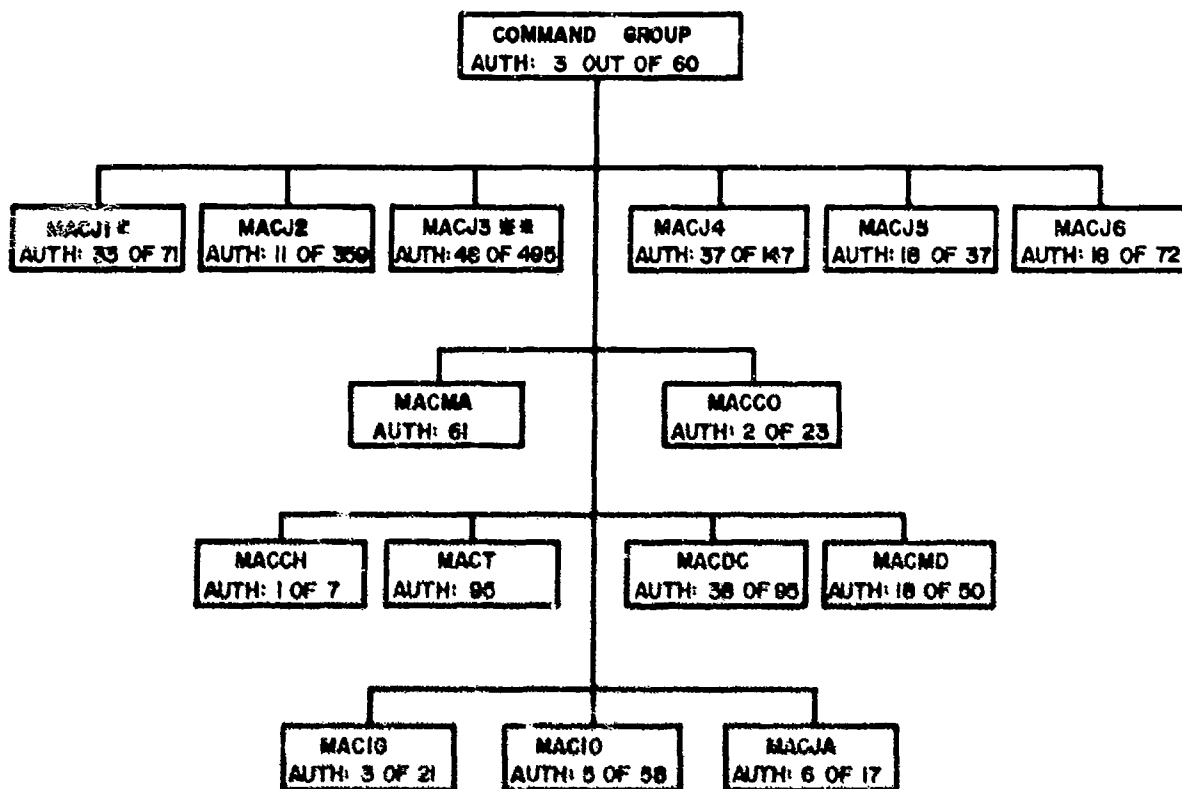 COMMAND GROUP
AUTH: 3 OUT OF 60
MACJ1*
AUTH: 33 OF 71
MACJ2
AUTH: 11 OF 359
MACJ3 **
AUTH: 48 OF 495
MACJ4
AUTH: 37 OF 147
MACJ5
AUTH: 18 OF 37
MACJ6
AUTH: 18 OF 72
MACMA
AUTH: 61
MACCO
AUTH: 2 OF 23
MACCH
AUTH: 1 OF 7
MACT
AUTH: 95
MACDC
AUTH: 38 OF 95
MACMD
AUTH: 18 OF 50
MACIG
AUTH: 3 OF 21
MACIO
AUTH: 5 OF 58
MACJA
AUTH: 6 OF 17